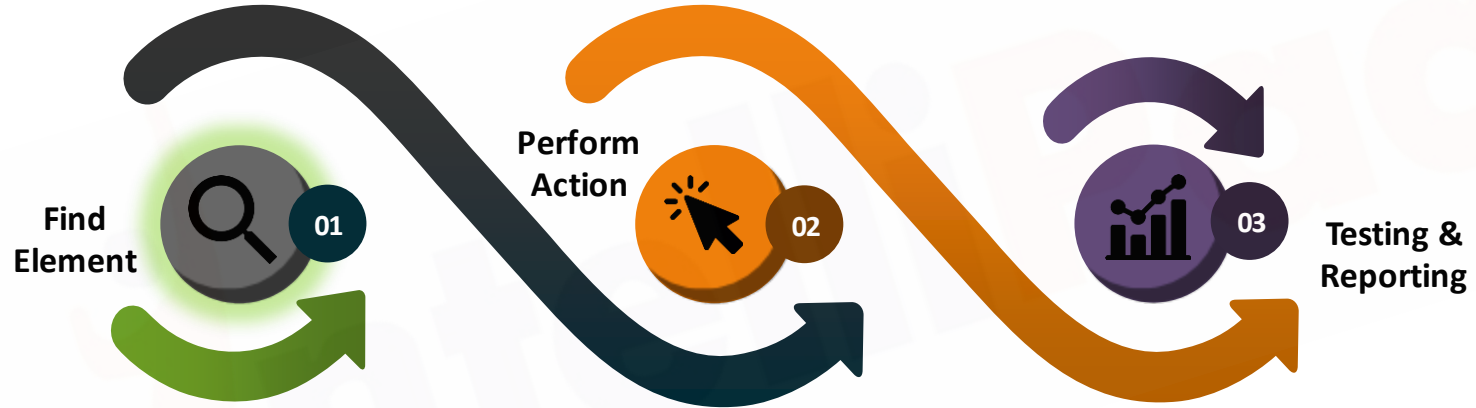 Find
Element
01
Perform
Action
02
03
Testing &
Reporting